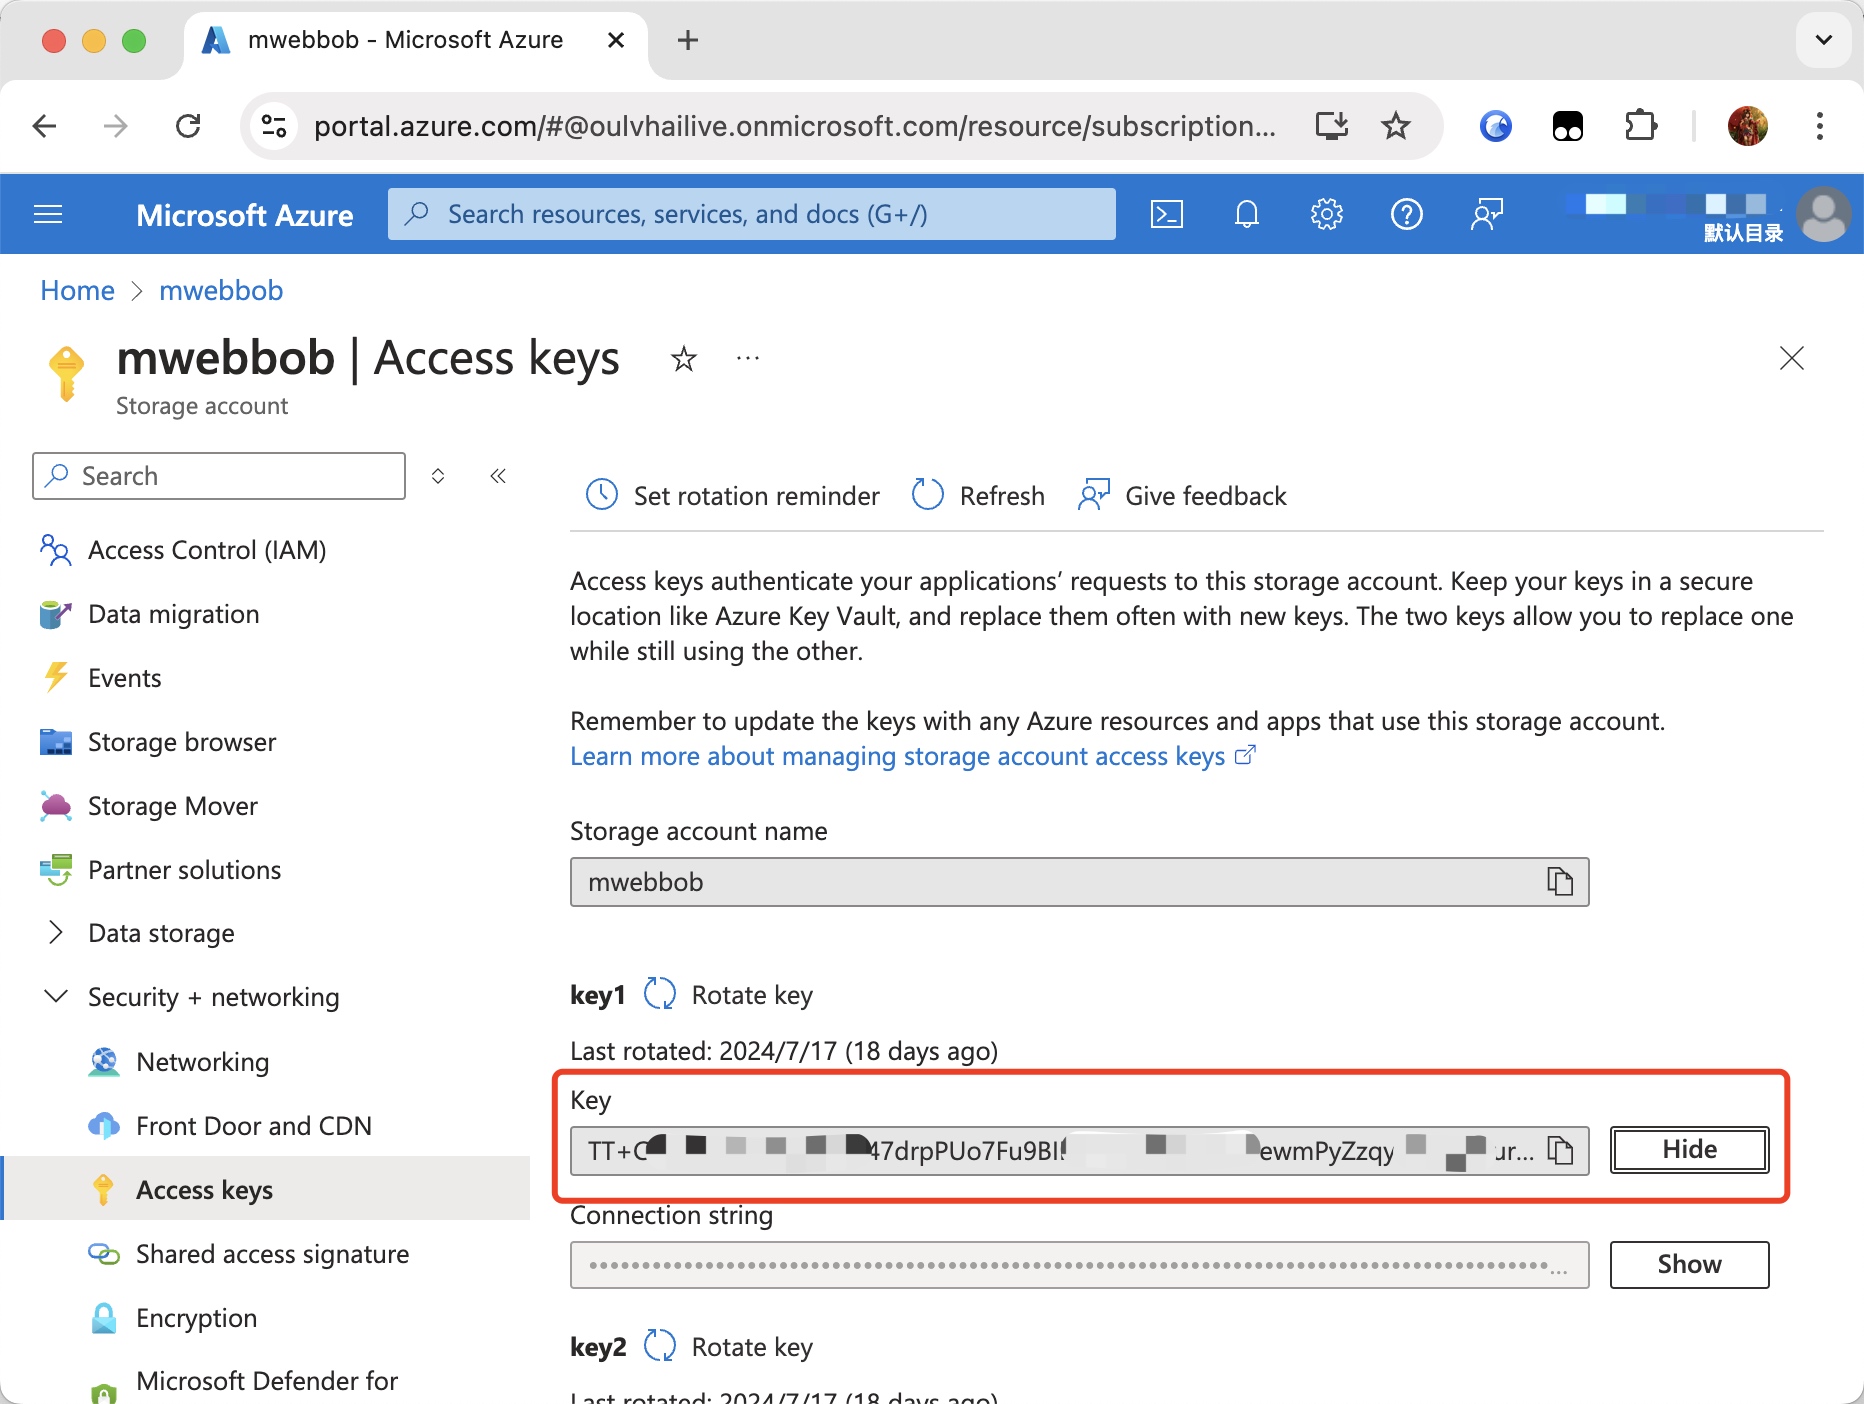 mwebbob - Microsoft Azure
portal.azure.com/#@oulvhailive.onmicrosoft.com/resource/subscription...
Microsoft Azure
Search resources, services, and docs (G+/)
默认目录
Home > mwebbob
mwebbob | Access keys
...
Storage account
Search
Set rotation reminder
Refresh
Give feedback
Access Control (IAM)
Data migration
Events
Storage browser
Storage Mover
Partner solutions
Data storage
Security + networking
Networking
Front Door and CDN
Access keys
Shared access signature
Encryption
Microsoft Defender for
Access keys authenticate your applications’ requests to this storage account. Keep your keys in a secure
location like Azure Key Vault, and replace them often with new keys. The two keys allow you to replace one
while still using the other.
Remember to update the keys with any Azure resources and apps that use this storage account.
Learn more about managing storage account access keys
Storage account name
mwebbob
key1
Rotate key
Last rotated: 2024/7/17 (18 days ago)
Key
TT+C 47drpPUo7Fu9BI ewmPyZzqy ur...
Hide
Connection string
Show
key2
Rotate key
Last rotated: 2024/7/17 (18 days ago)